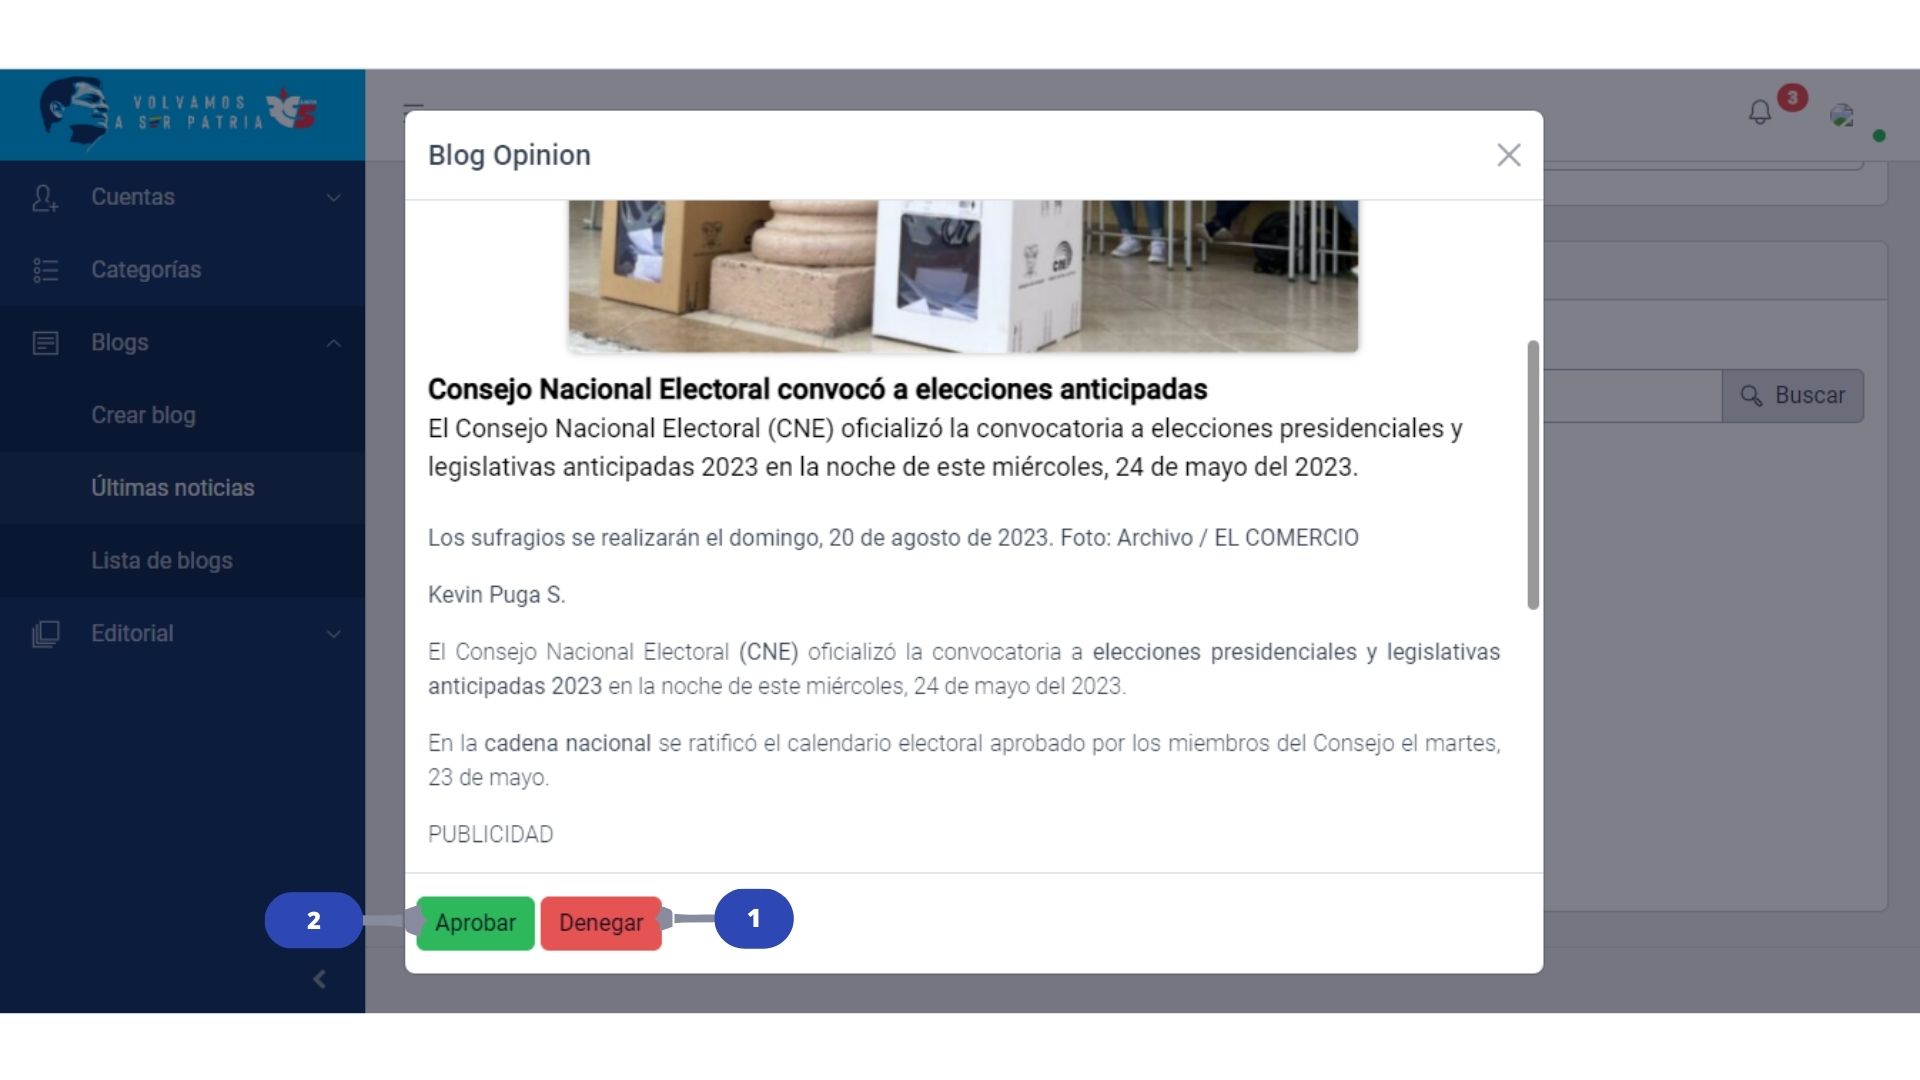 VOLVAMOS
A SER PATRIA
5
3
Cuentas
Categorías
Blogs
Crear blog
Últimas noticias
Lista de blogs
Editorial
Buscar
Blog Opinion
cne
Consejo Nacional Electoral convocó a elecciones anticipadas
El Consejo Nacional Electoral (CNE) oficializó la convocatoria a elecciones presidenciales y
legislativas anticipadas 2023 en la noche de este miércoles, 24 de mayo del 2023.
Los sufragios se realizarán el domingo, 20 de agosto de 2023. Foto: Archivo / EL COMERCIO
Kevin Puga S.
El Consejo Nacional Electoral (CNE) oficializó la convocatoria a elecciones presidenciales y legislativas
anticipadas 2023 en la noche de este miércoles, 24 de mayo del 2023.
En la cadena nacional se ratificó el calendario electoral aprobado por los miembros del Consejo el martes,
23 de mayo.
PUBLICIDAD
2
Aprobar
Denegar
1